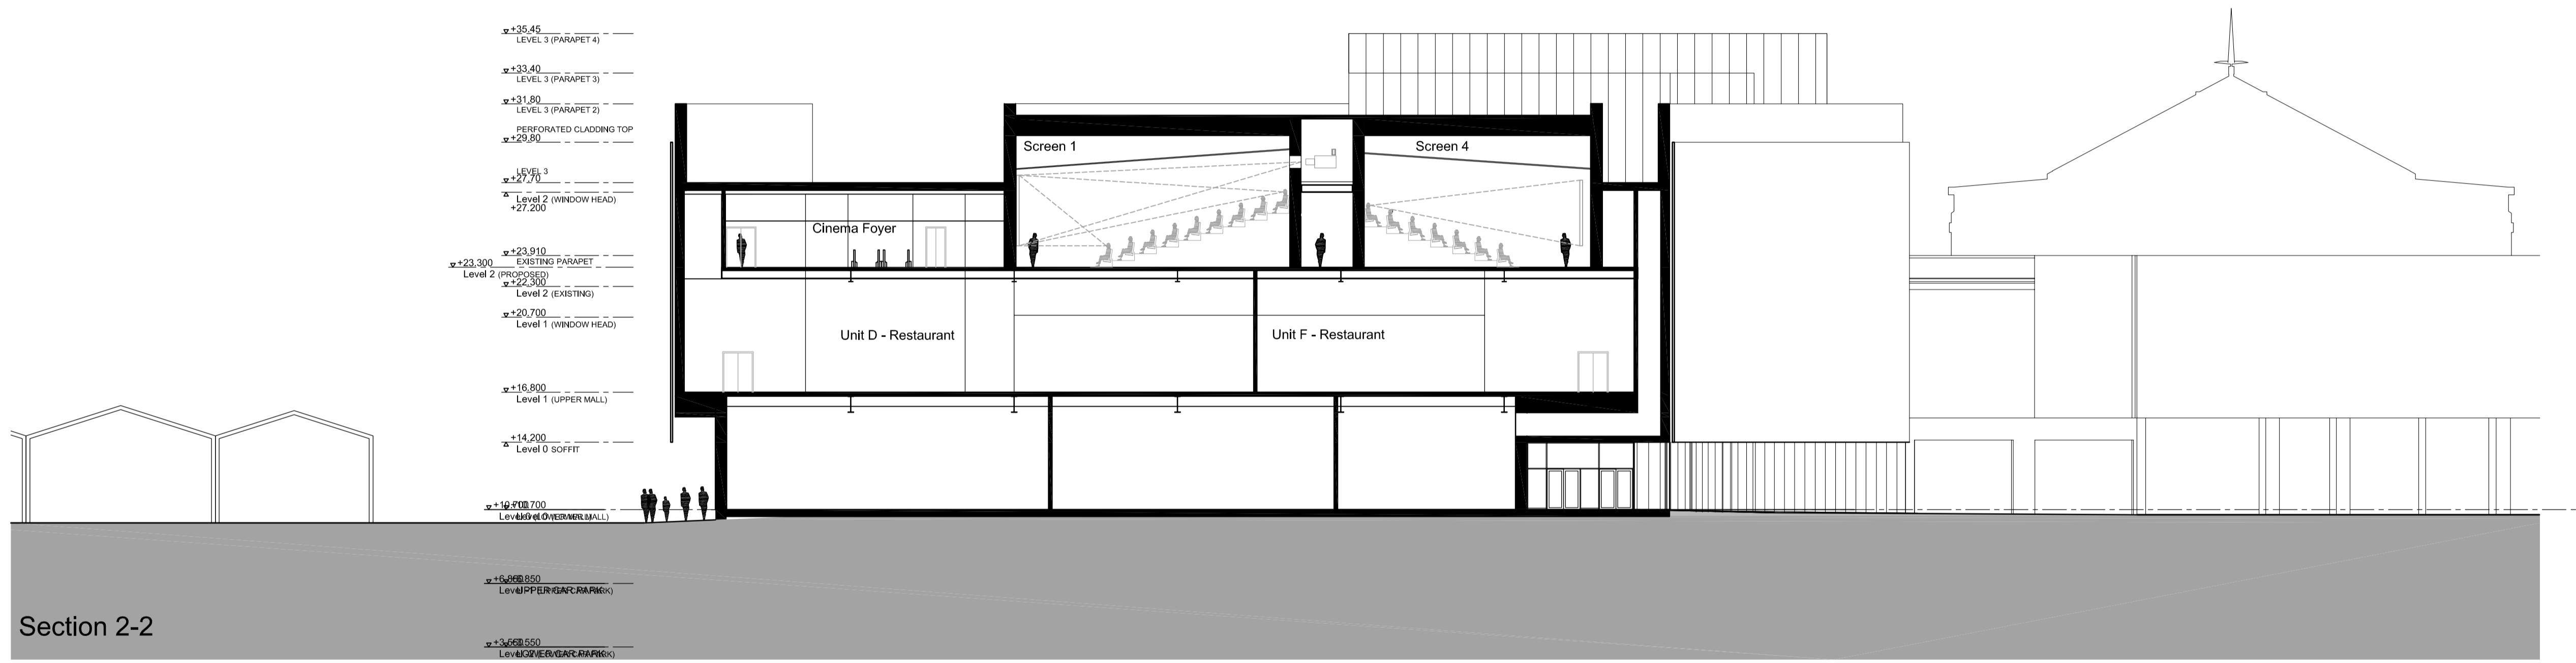 +35,45
LEVEL 3 (PARAPET 4)
+33,40
LEVEL 3 (PARAPET 3)
+31,80
LEVEL 3 (PARAPET 2)
PERFORATED CLADDING TOP
+29,80
LEVEL 3
+27,70
Level 2 (WINDOW HEAD)
+27.200
+23,910
EXISTING PARAPET
+23,300
Level 2 (PROPOSED)
+22,300
Level 2 (EXISTING)
+20,700
Level 1 (WINDOW HEAD)
+16,800
Level 1 (UPPER MALL)
+14,200
Level 0 SOFFIT
Screen 1
Screen 4
Cinema Foyer
Unit D - Restaurant
Unit F - Restaurant
Section 2-2